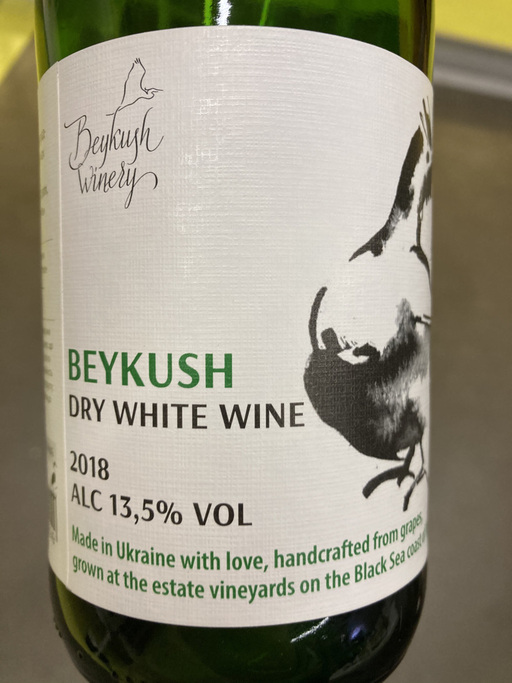 Beykush
Winery
BEYKUSH
DRY WHITE WINE
2018
ALC 13,5% VOL
Made in Ukraine with love, handcrafted from grapes
grown at the estate vineyards on the Black Sea coast